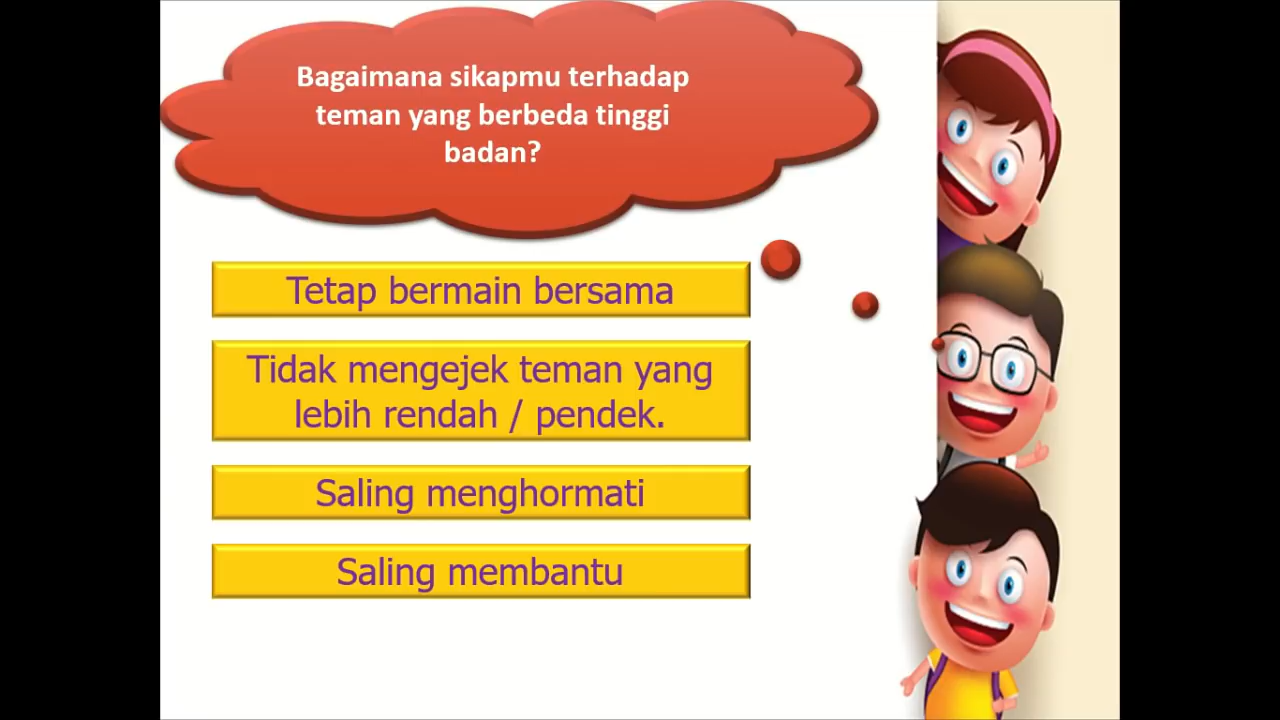 Bagaimana sikapmu terhadap
teman yang berbeda tinggi
badan?
Tetap bermain bersama
Tidak mengejek teman yang
lebih rendah / pendek.
Saling menghormati
Saling membantu